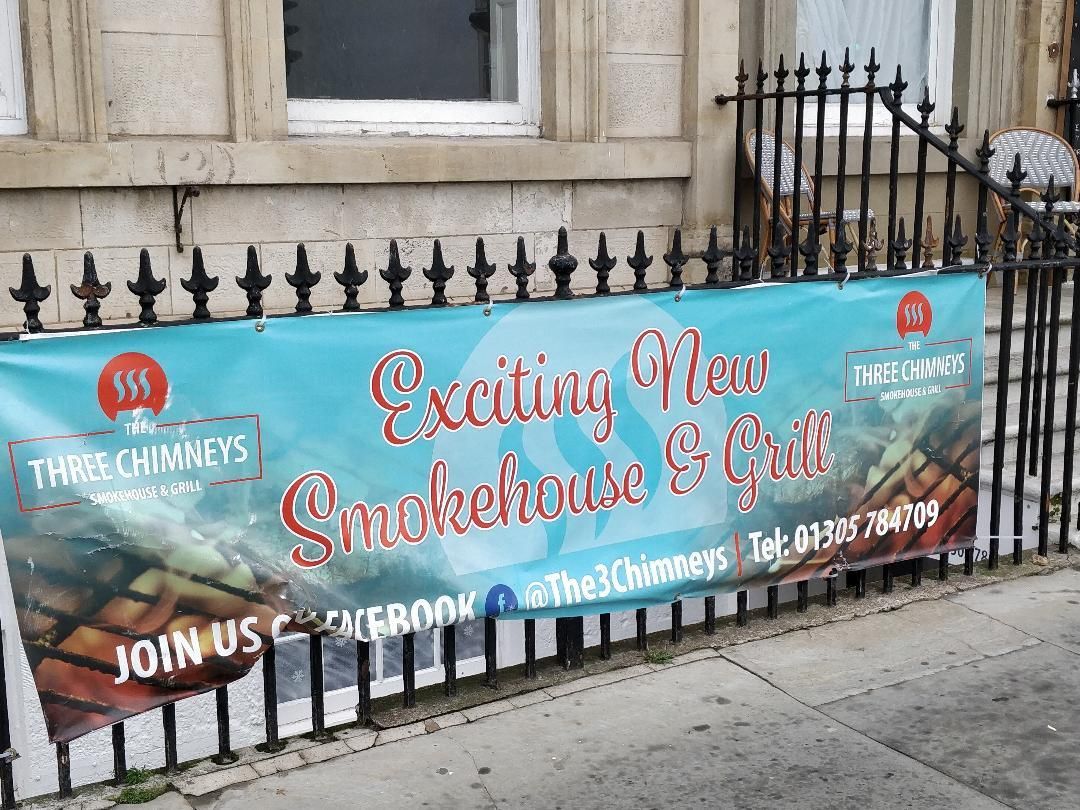 THE
THREE CHIMNEYS
SMOKEHOUSE & GRILL
Exciting New
Smokehouse & Grill
THE
THREE CHIMNEYS
SMOKEHOUSE & GRILL
JOIN US FACEBOOK f @The3Chimneys | Tel: 01305 784709